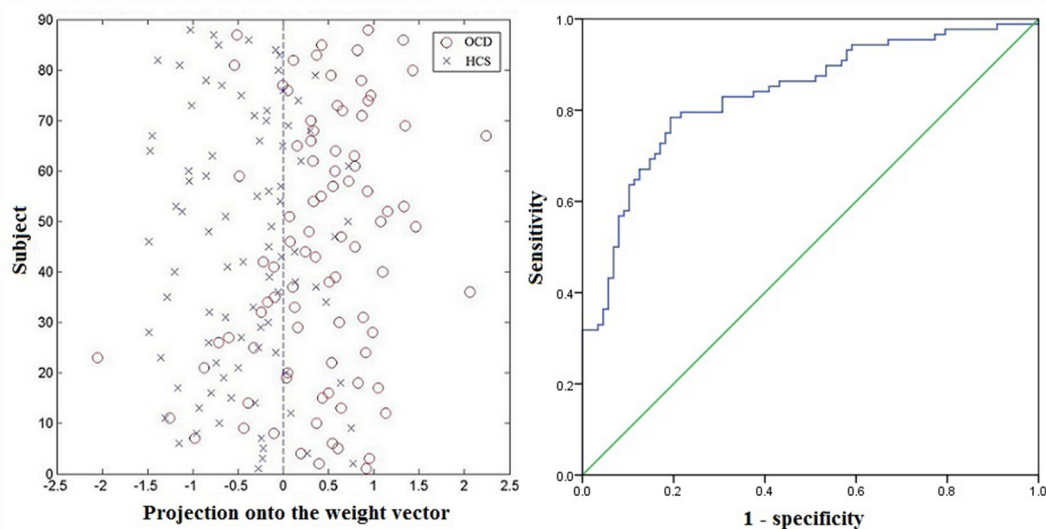 90
80
70
60
50
40
30
20
10
0
Subject
OCD
HCS
-2.5 -2 -1.5 -1 -0.5 0 0.5 1 1.5 2 2.5
Projection onto the weight vector
1.0
0.8
0.6
0.4
0.2
0.0
Sensitivity
0.0 0.2 0.4 0.6 0.8 1.0
1 - specificity